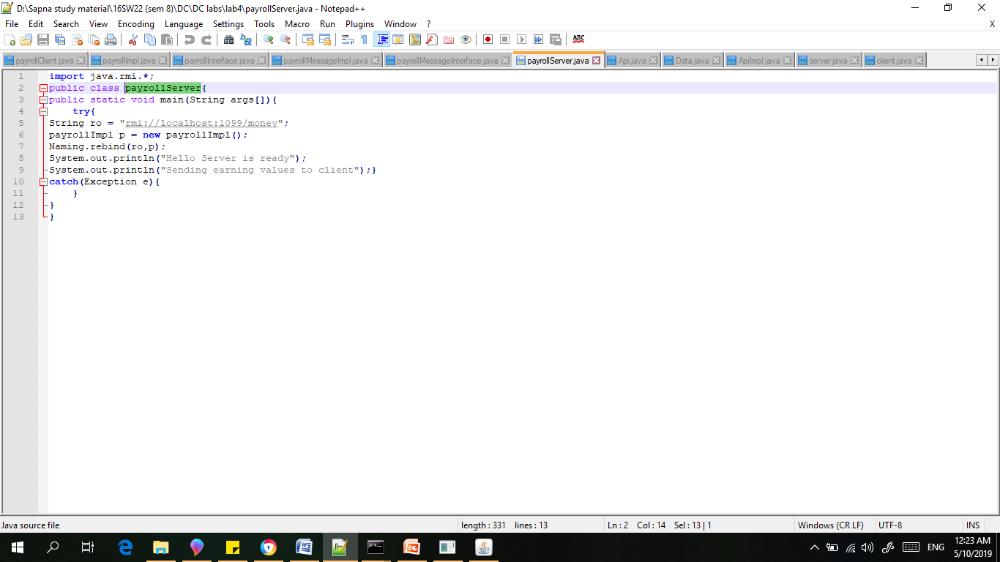 D:\Sapna study material\16SW22 (sem 8)\DC\DC labs\lab4\payrollServer.java - Notepad++
File Edit Search View Encoding Language Settings Tools Macro Run Plugins Window ? X
ABC
payrollClient.java payrollImpl.java payrollInterface.java payrollMessageImpl.java payrollMessageInterface.java payrollServer.java Api.java Data.java ApiImpl.java server.java client.java
1 import java.rmi.*;
2 public class payrollServer{
3 public static void main(String args[]){
4 try{
5 String ro = "rmi://localhost:1099/money";
6 payrollImpl p = new payrollImpl();
7 Naming.rebind(ro,p);
8 System.out.println("Hello Server is ready");
9 System.out.println("Sending earning values to client");}
10 catch(Exception e){
11 }
12 }
13 }
Java source file length : 331 lines : 13 Ln : 2 Col : 14 Sel : 13 | 1 Windows (CR LF) UTF-8 INS
ENG 12:23 AM
5/10/2019